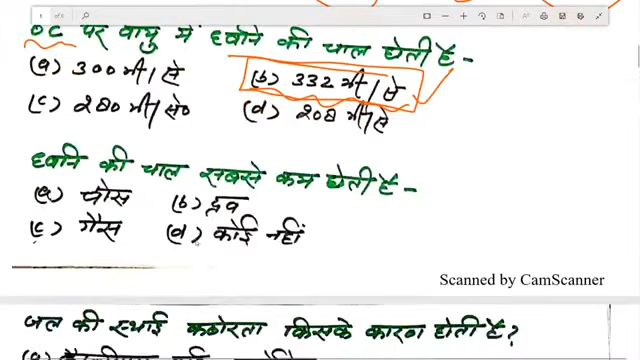 0C पर वायु में ध्वनि की चाल होती है -
(a) 300 मी/से (b) 332 मी/से
(c) 280 मी/से० (d) 208 मी/से
ध्वनि की चाल सबसे कम होती है -
(a) ठोस (b) द्रव
(c) गैस (d) कोई नहीं
Scanned by CamScanner
जल की स्थाई कठोरता किसके कारण होती है?